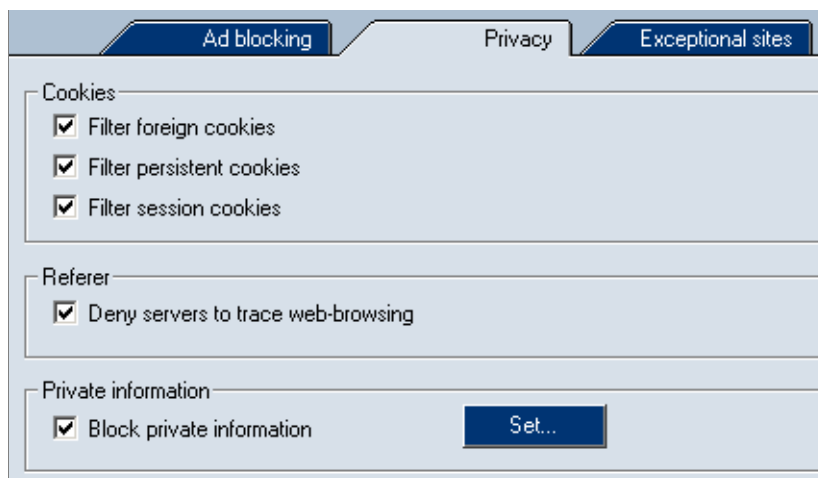 Ad blocking Privacy Exceptional sites
Cookies
Filter foreign cookies
Filter persistent cookies
Filter session cookies
Referer
Deny servers to trace web-browsing
Private information
Block private information Set...